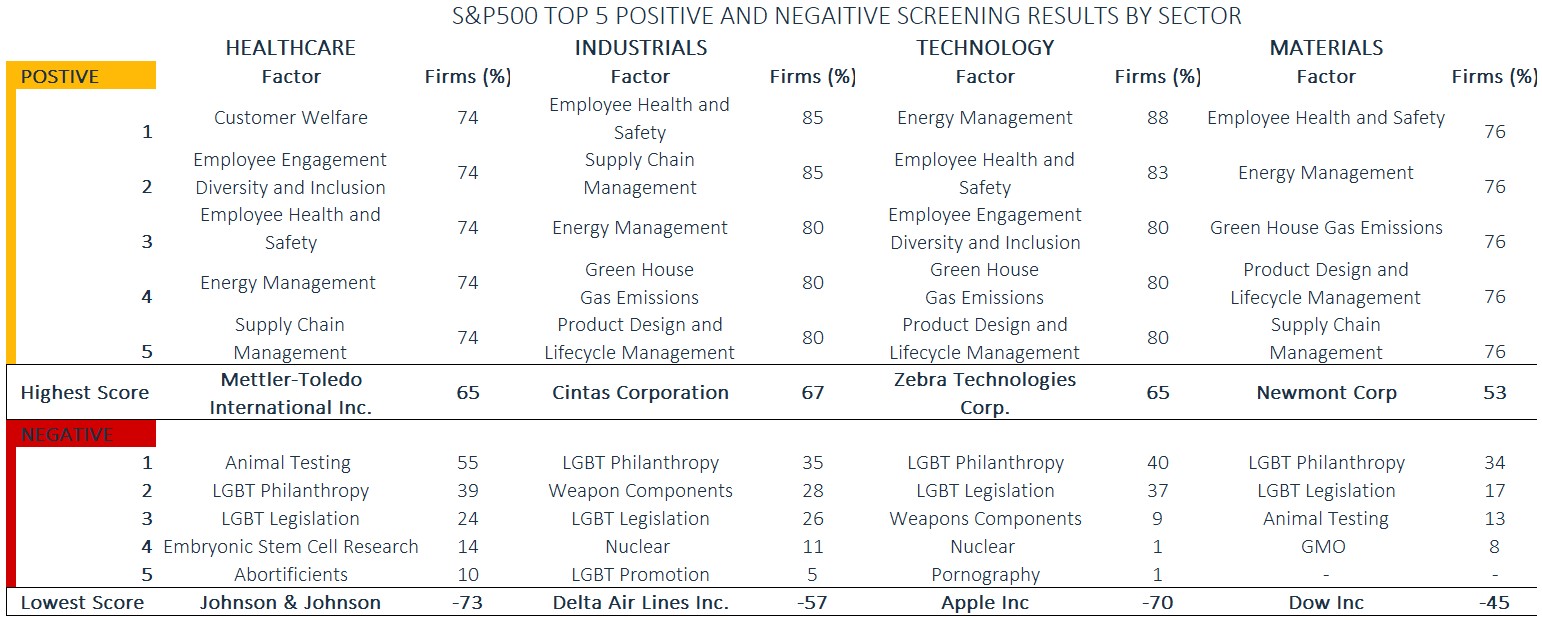 S&P500 TOP 5 POSITIVE AND NEGAITIVE SCREENING RESULTS BY SECTOR
HEALTHCARE INDUSTRIALS TECHNOLOGY MATERIALS
POSTIVE Factor Firms (%) Factor Firms (%) Factor Firms (%) Factor Firms (%)
1 Customer Welfare 74 Employee Health and Safety 85 Energy Management 88 Employee Health and Safety 76
2 Employee Engagement Diversity and Inclusion 74 Supply Chain Management 85 Employee Health and Safety 83 Energy Management 76
3 Employee Health and Safety 74 Energy Management 80 Employee Engagement Diversity and Inclusion 80 Green House Gas Emissions 76
4 Energy Management 74 Green House Gas Emissions 80 Green House Gas Emissions 80 Product Design and Lifecycle Management 76
5 Supply Chain Management 74 Product Design and Lifecycle Management 80 Product Design and Lifecycle Management 80 Supply Chain Management 76
Highest Score Mettler-Toledo International Inc. 65 Cintas Corporation 67 Zebra Technologies Corp. 65 Newmont Corp 53
NEGATIVE
1 Animal Testing 55 LGBT Philanthropy 35 LGBT Philanthropy 40 LGBT Philanthropy 34
2 LGBT Philanthropy 39 Weapon Components 28 LGBT Legislation 37 LGBT Legislation 17
3 LGBT Legislation 24 LGBT Legislation 26 Weapons Components 9 Animal Testing 13
4 Embryonic Stem Cell Research 14 Nuclear 11 Nuclear 1 GMO 8
5 Abortificients 10 LGBT Promotion 5 Pornography 1 - -
Lowest Score Johnson & Johnson -73 Delta Air Lines Inc. -57 Apple Inc -70 Dow Inc -45